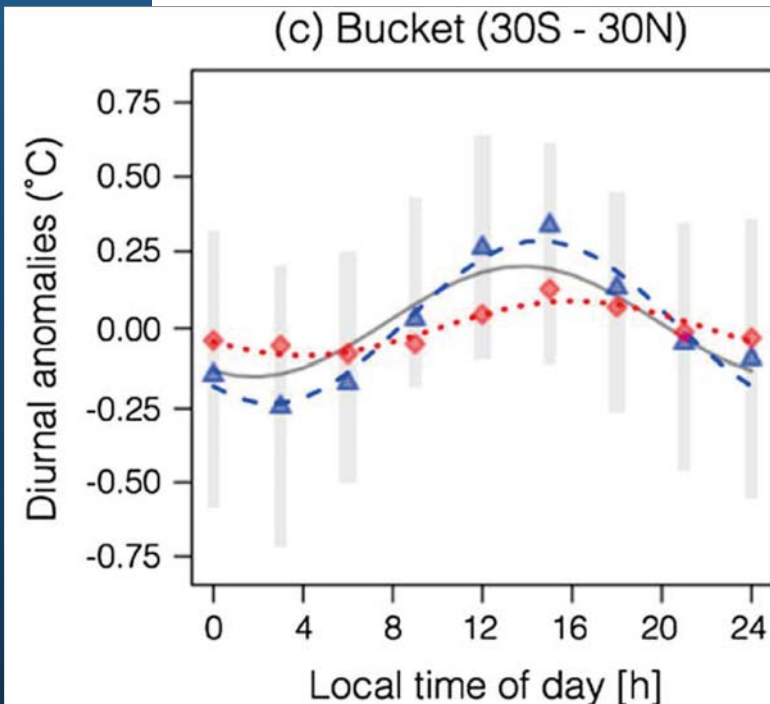 (c) Bucket (30S - 30N)
Diurnal anomalies (°C)
0.75
0.50
0.25
0.00
-0.25
-0.50
-0.75
0 4 8 12 16 20 24
Local time of day [h]